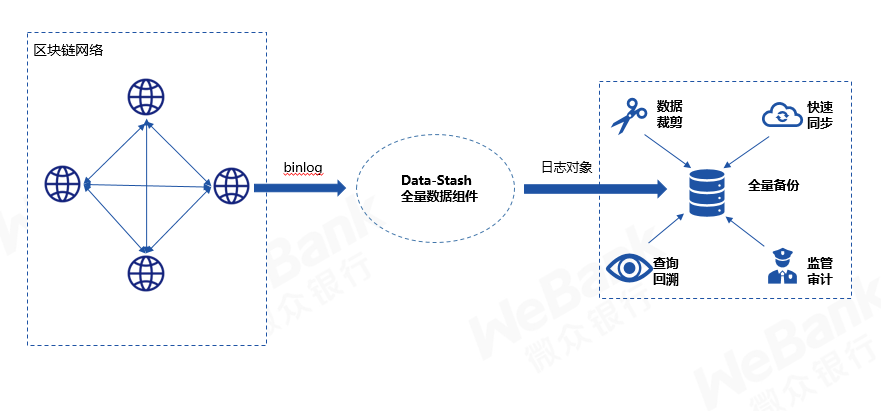 区块链网络
binlog
Data-Stash
全量数据组件
日志对象
数据
裁剪
快速
同步
全量备份
查询
回溯
监管
审计
WeBank
微众银行
WeBank
微众银行
WeBank
微众银行